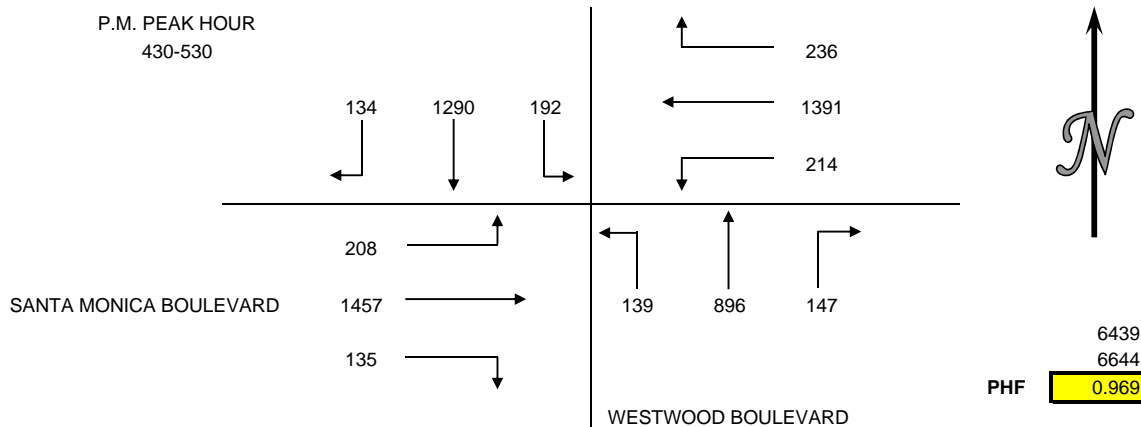 P.M. PEAK HOUR
430-530
236
134 1290 192 1391
214
208
SANTA MONICA BOULEVARD 1457 139 896 147
135
6439
6644
PHF 0.969
WESTWOOD BOULEVARD
N